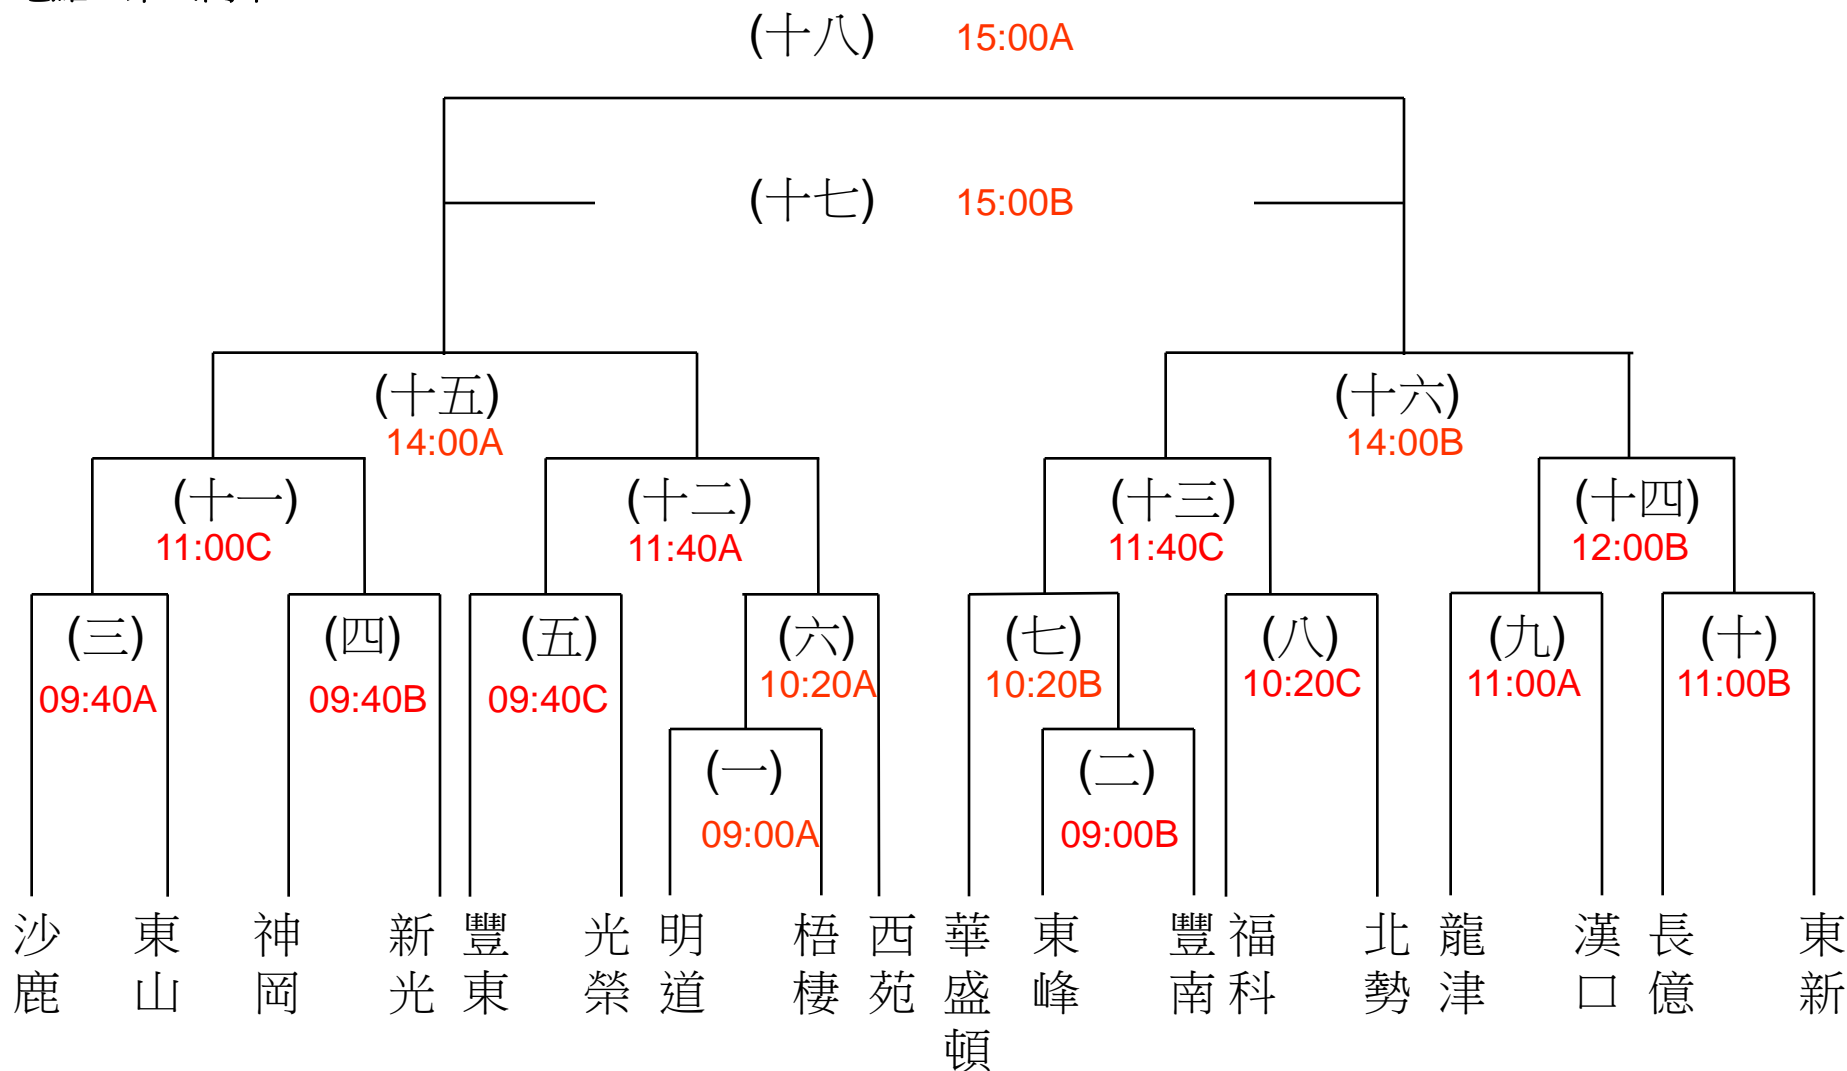 (十八) 15:00A
(十七) 15:00B
(十五) (十六)
14:00A 14:00B
(十一) (十二) (十三) (十四)
11:00C 11:40A 11:40C 12:00B
(三) (四) (五) (六) (七) (八) (九) (十)
09:40A 09:40B 09:40C 10:20A 10:20B 10:20C 11:00A 11:00B
(一) (二)
09:00A 09:00B
沙鹿 東山 神岡 新光 豐東 光榮 明道 梧棲 西苑 華盛頓 東峰 豐南 福科 北勢 龍津 漢口 長億 東新